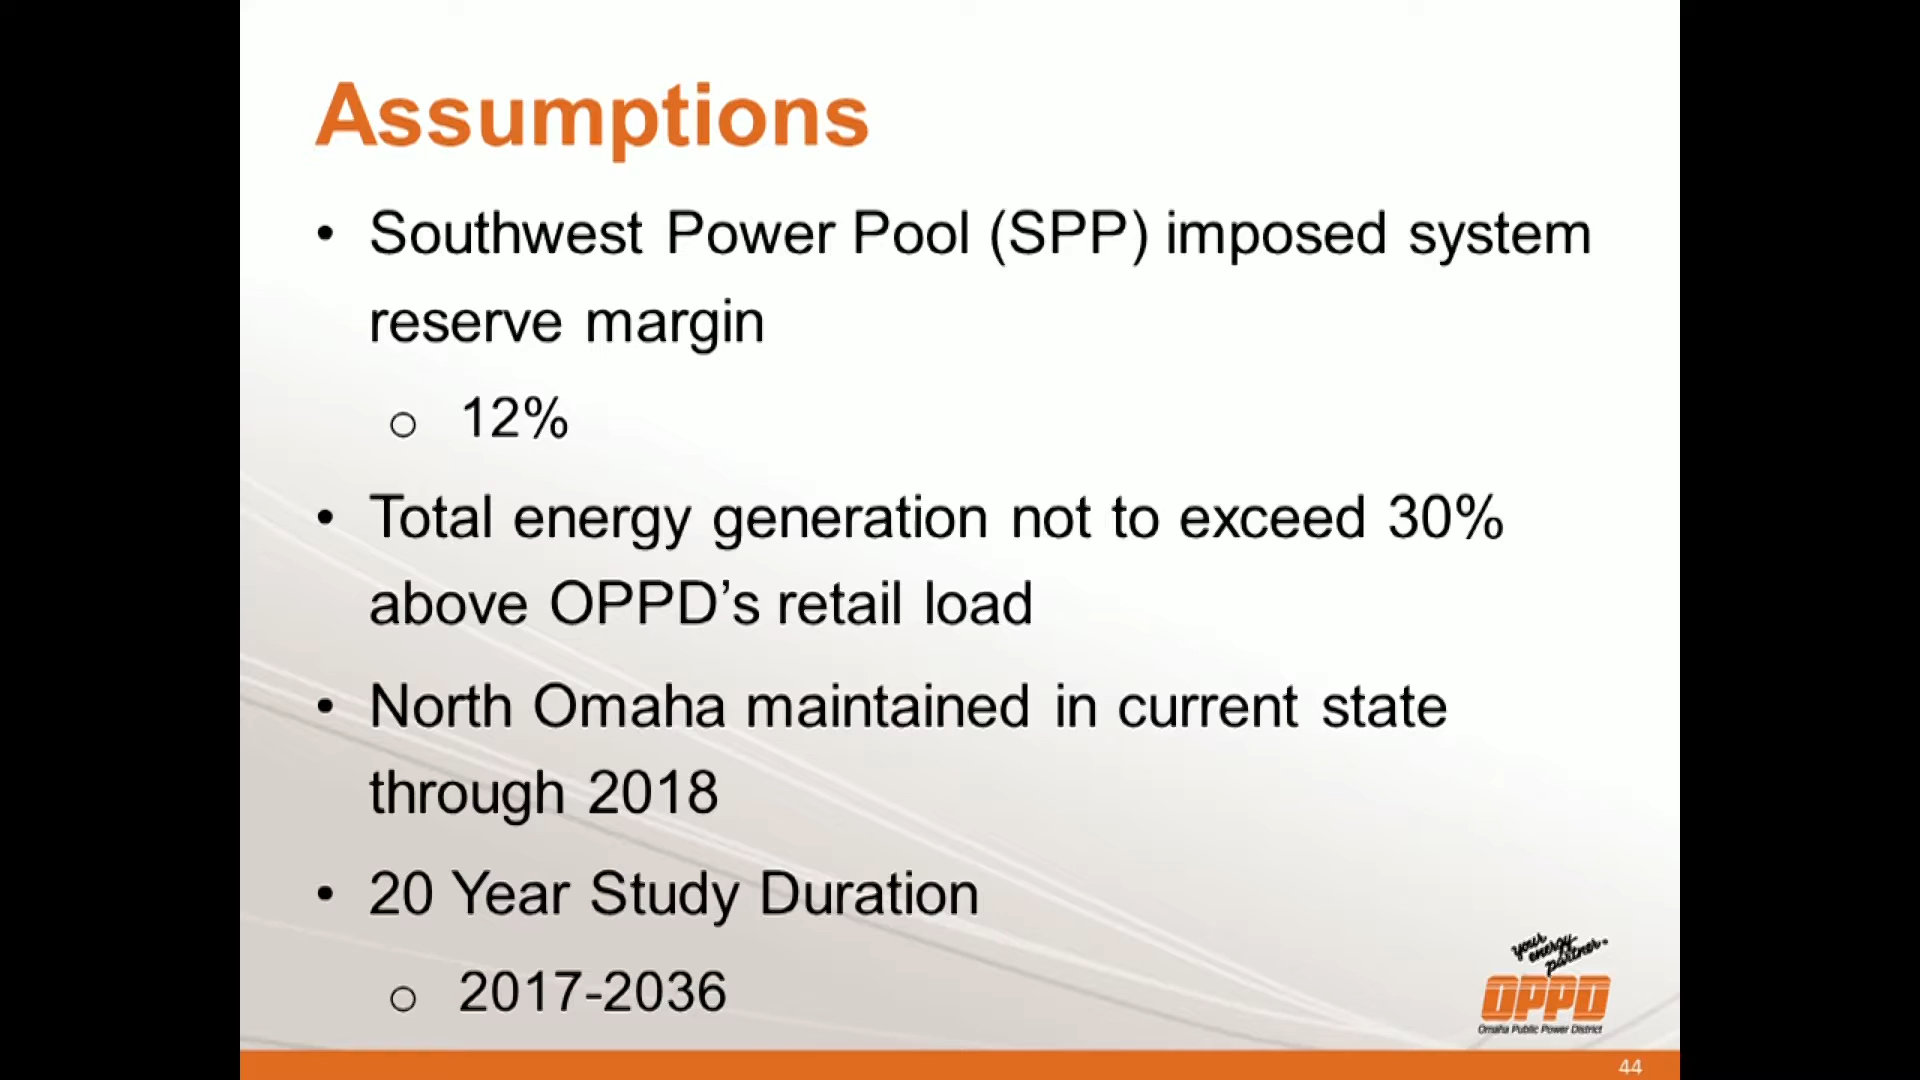 Assumptions
• Southwest Power Pool (SPP) imposed system
reserve margin
o 12%
• Total energy generation not to exceed 30%
above OPPD’s retail load
• North Omaha maintained in current state
through 2018
• 20 Year Study Duration
o 2017-2036
your
energy
partner.
OPPD
Omaha Public Power District
44